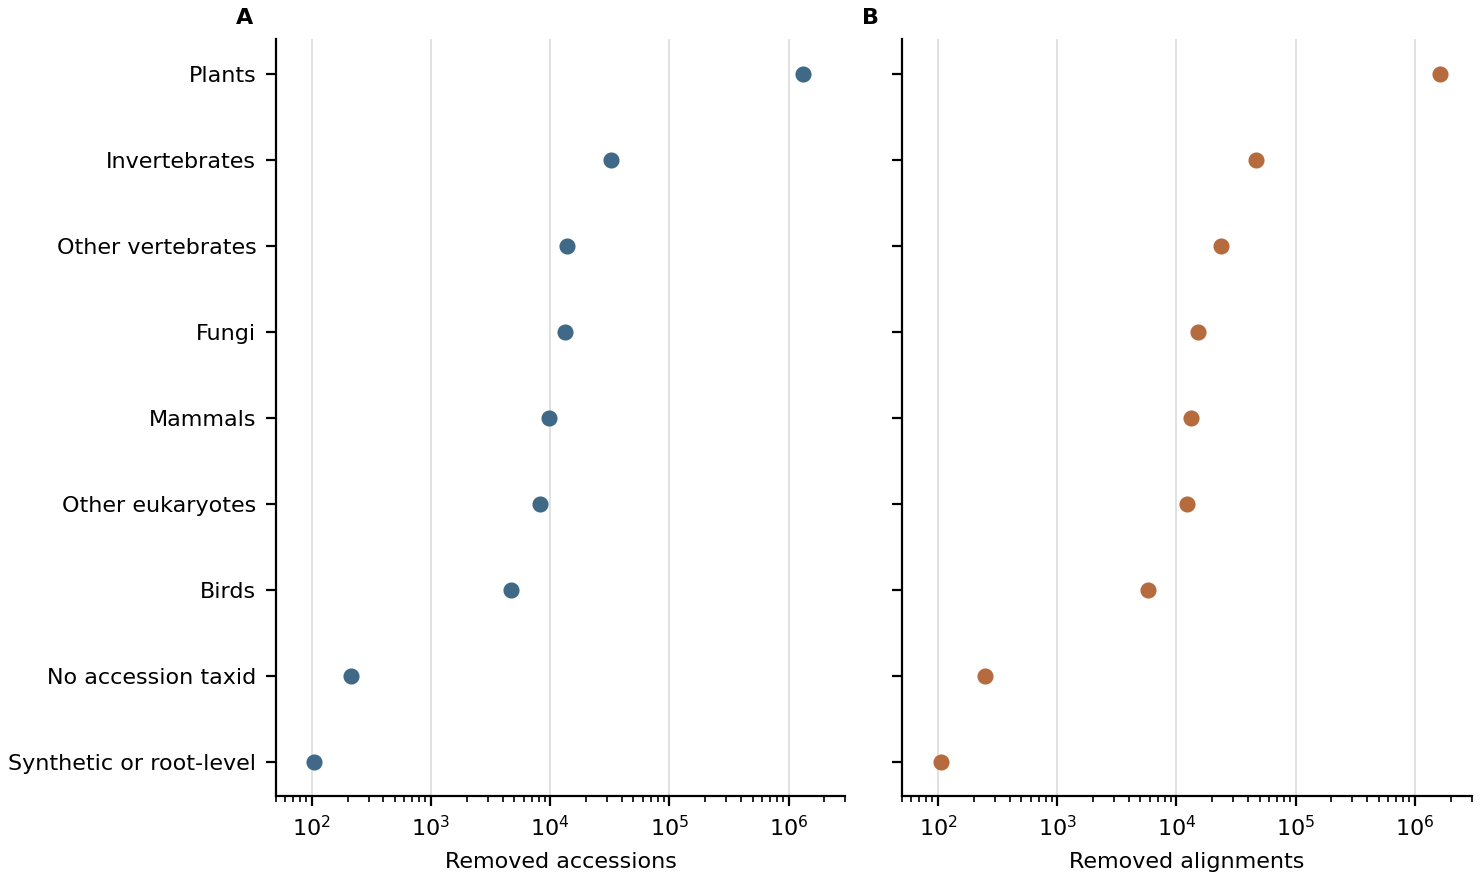 A
B
Plants
Invertebrates
Other vertebrates
Fungi
Mammals
Other eukaryotes
Birds
No accession taxid
Synthetic or root-level
10² 10³ 10⁴ 10⁵ 10⁶
10² 10³ 10⁴ 10⁵ 10⁶
Removed accessions
Removed alignments